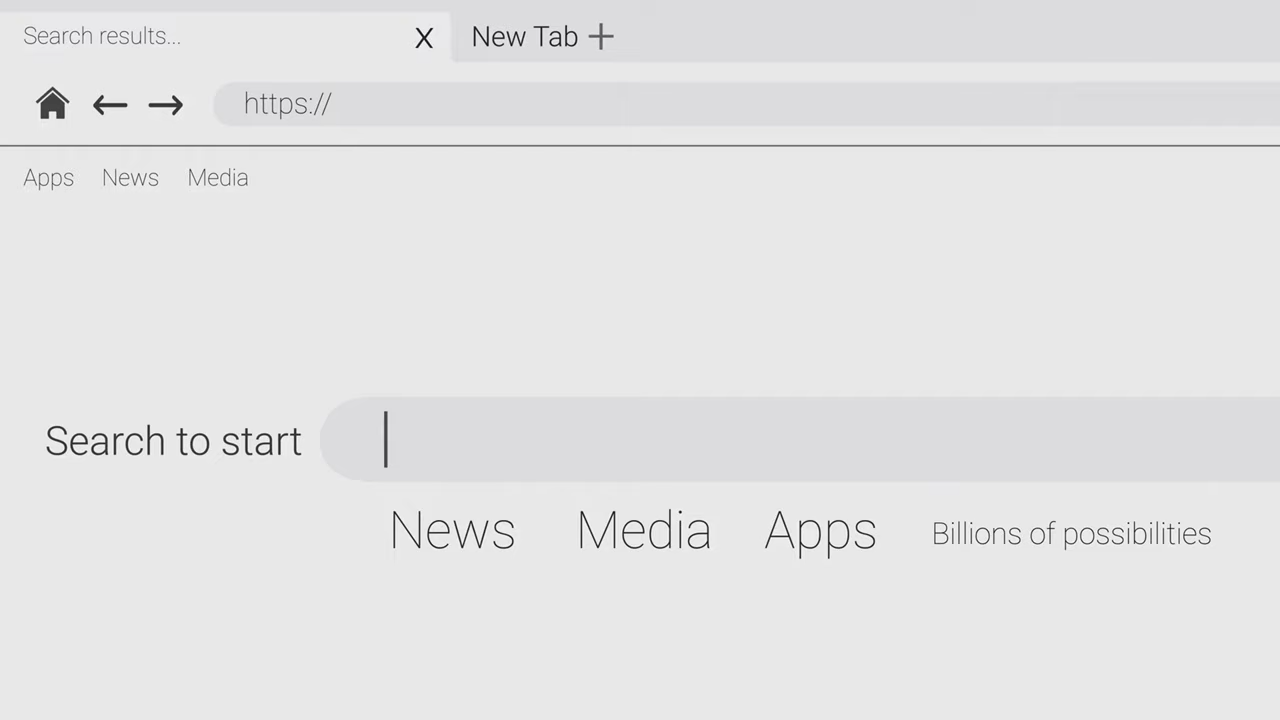 Search results... X New Tab +
https://
Apps News Media
Search to start
News Media Apps Billions of possibilities